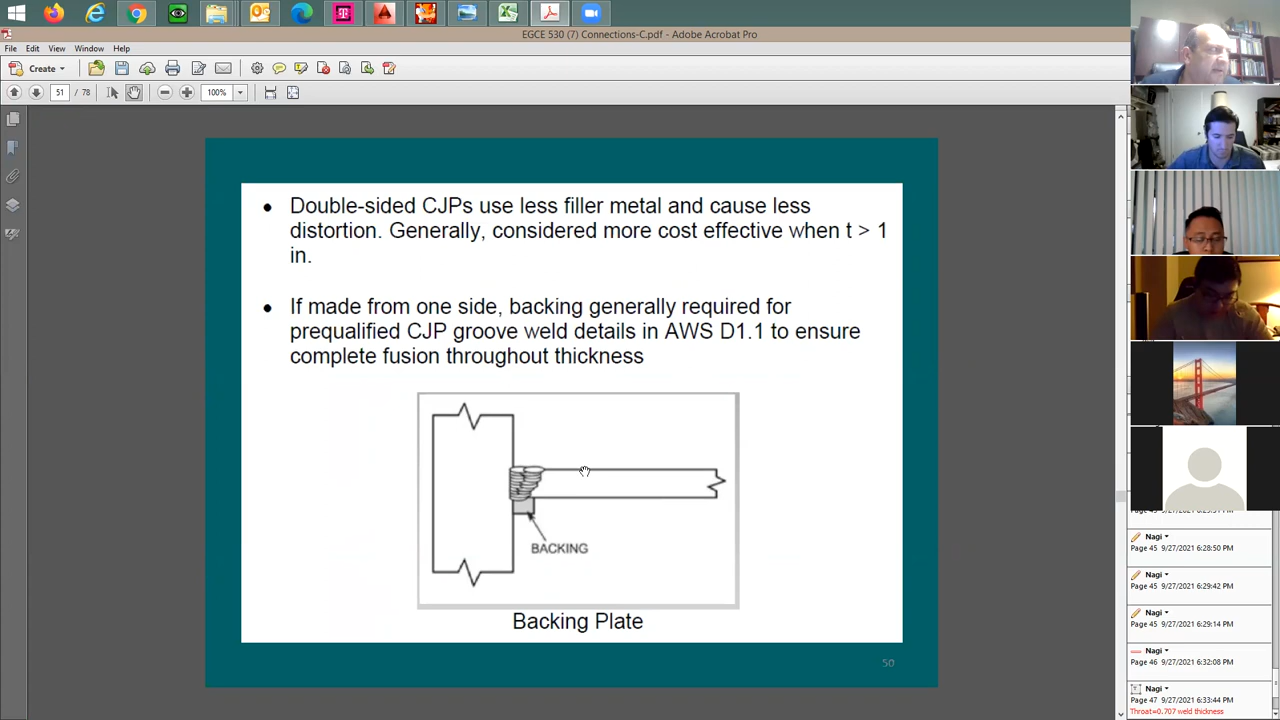 EGCE 530 (7) Connections-C.pdf - Adobe Acrobat Pro
File Edit View Window Help
Create
51 / 78 100%
• Double-sided CJPs use less filler metal and cause less
distortion. Generally, considered more cost effective when t > 1
in.
• If made from one side, backing generally required for
prequalified CJP groove weld details in AWS D1.1 to ensure
complete fusion throughout thickness
BACKING
Backing Plate
50
Nagi
Page 45 9/27/2021 6:28:50 PM
Nagi
Page 45 9/27/2021 6:29:42 PM
Nagi
Page 45 9/27/2021 6:29:14 PM
Nagi
Page 46 9/27/2021 6:32:08 PM
Nagi
Page 47 9/27/2021 6:33:44 PM
Throat=0.707 weld thickness